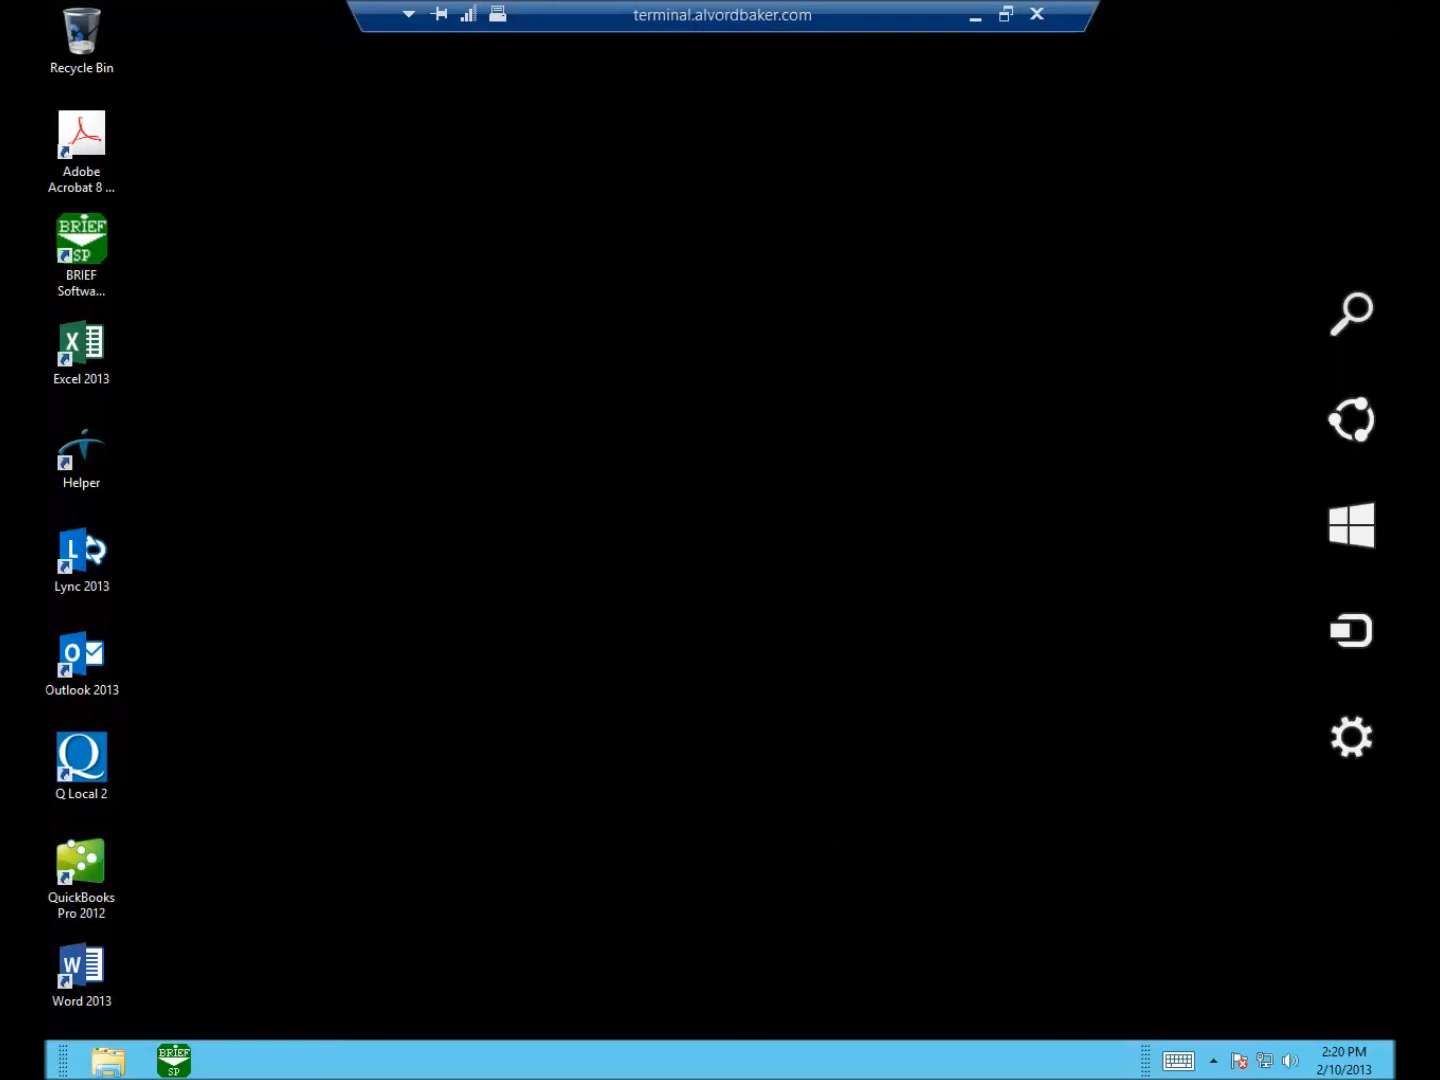 terminal.alvordbaker.com
Recycle Bin
Adobe
Acrobat 8 ...
BRIEF
SP
BRIEF
Softwa...
X
Excel 2013
Helper
L
Lync 2013
O
Outlook 2013
Q
Q Local 2
QuickBooks
Pro 2012
W
Word 2013
BRIEF
SP
2:20 PM
2/10/2013